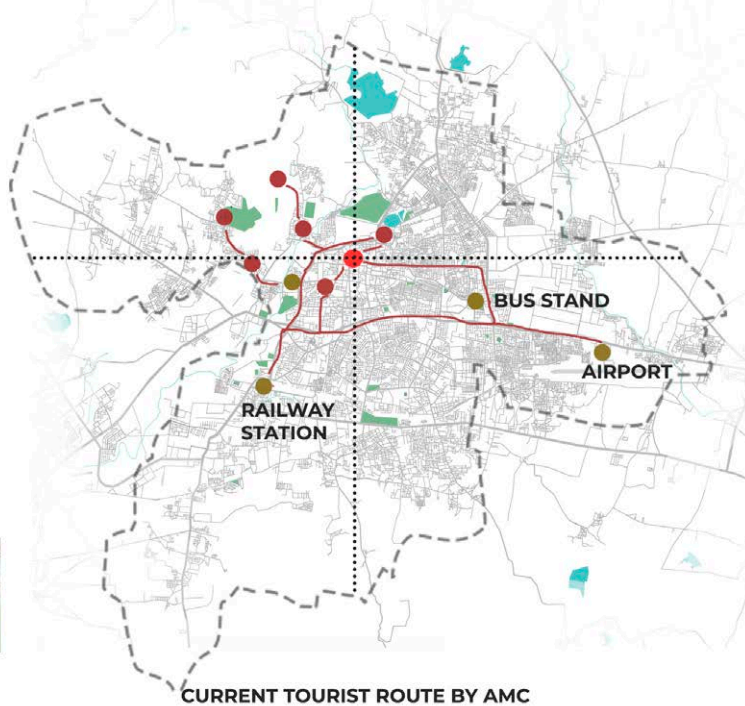 BUS STAND
AIRPORT
RAILWAY
STATION
CURRENT TOURIST ROUTE BY AMC